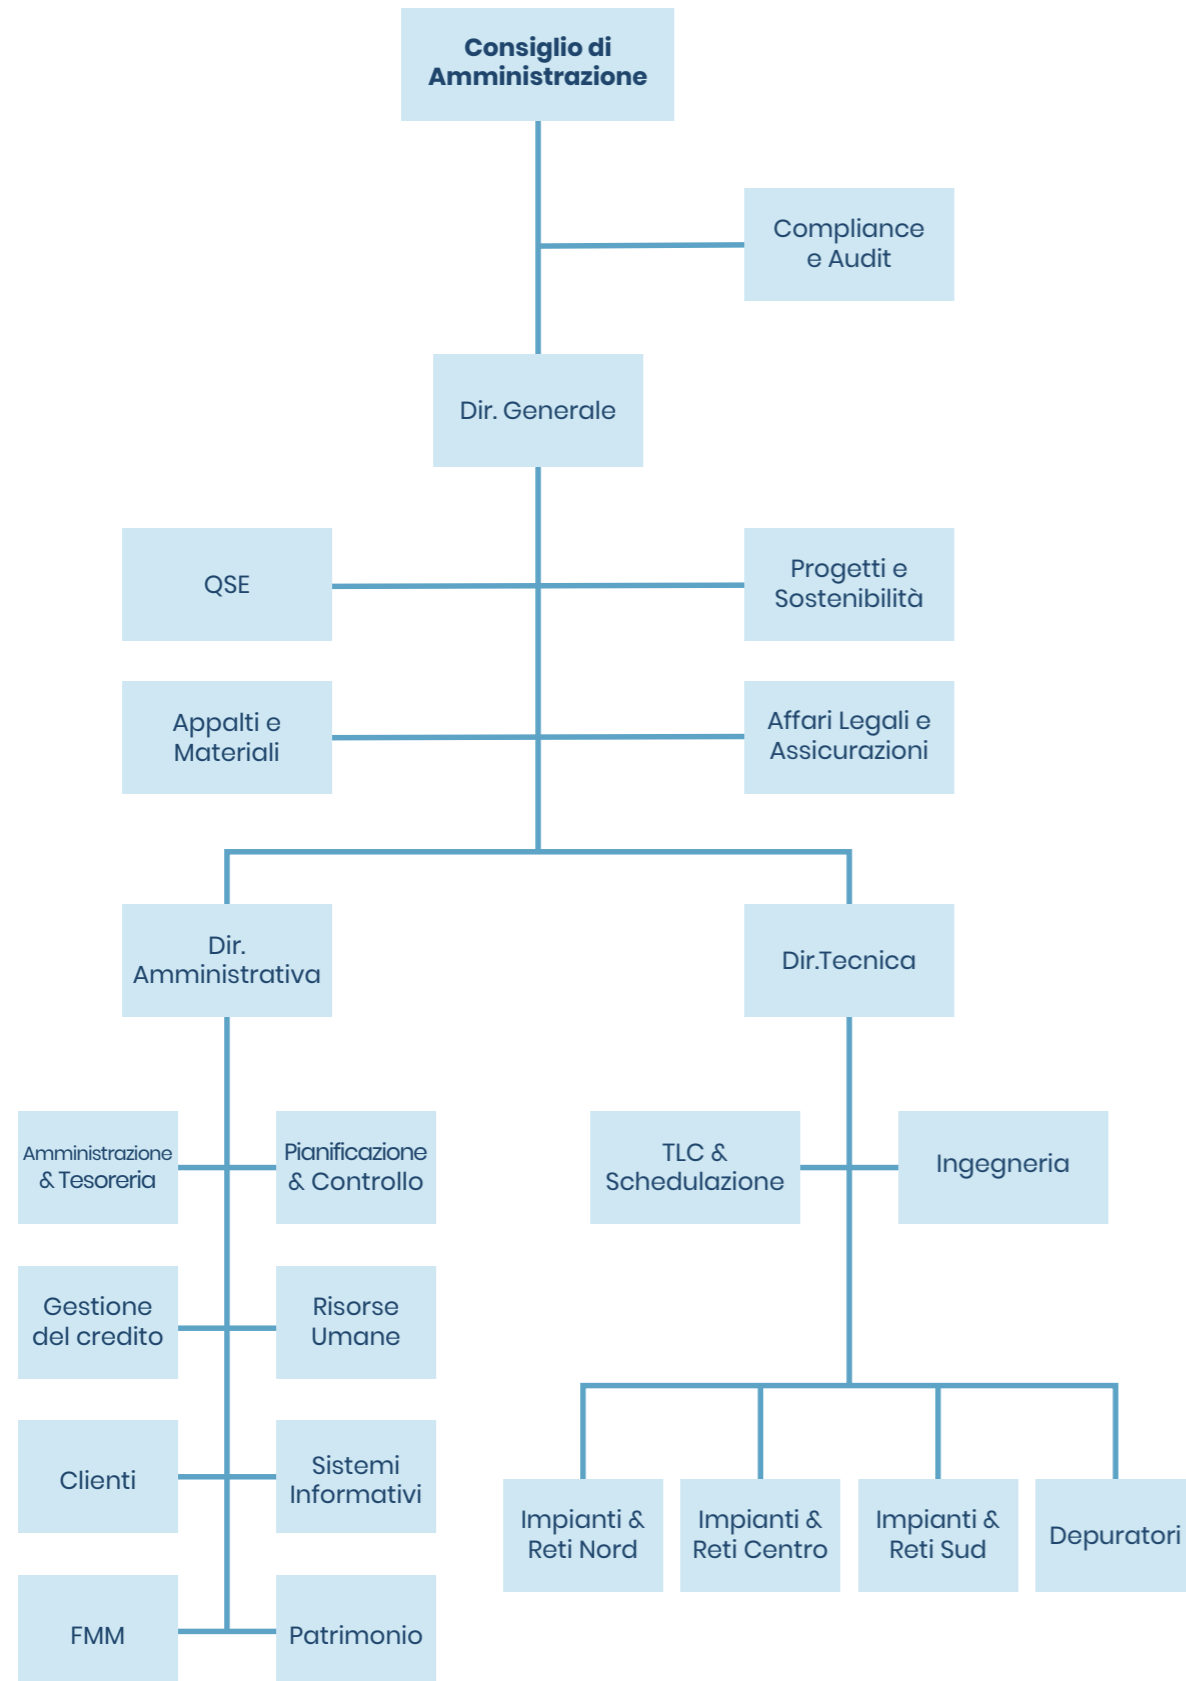 Consiglio di
Amministrazione
Compliance
e Audit
Dir. Generale
QSE
Progetti e
Sostenibilità
Appalti e
Materiali
Affari Legali e
Assicurazioni
Dir.
Amministrativa
Dir.Tecnica
Amministrazione
& Tesoreria
Pianificazione
& Controllo
TLC &
Schedulazione
Ingegneria
Gestione
del credito
Risorse
Umane
Clienti
Sistemi
Informativi
Impianti &
Reti Nord
Impianti &
Reti Centro
Impianti &
Reti Sud
Depuratori
FMM
Patrimonio